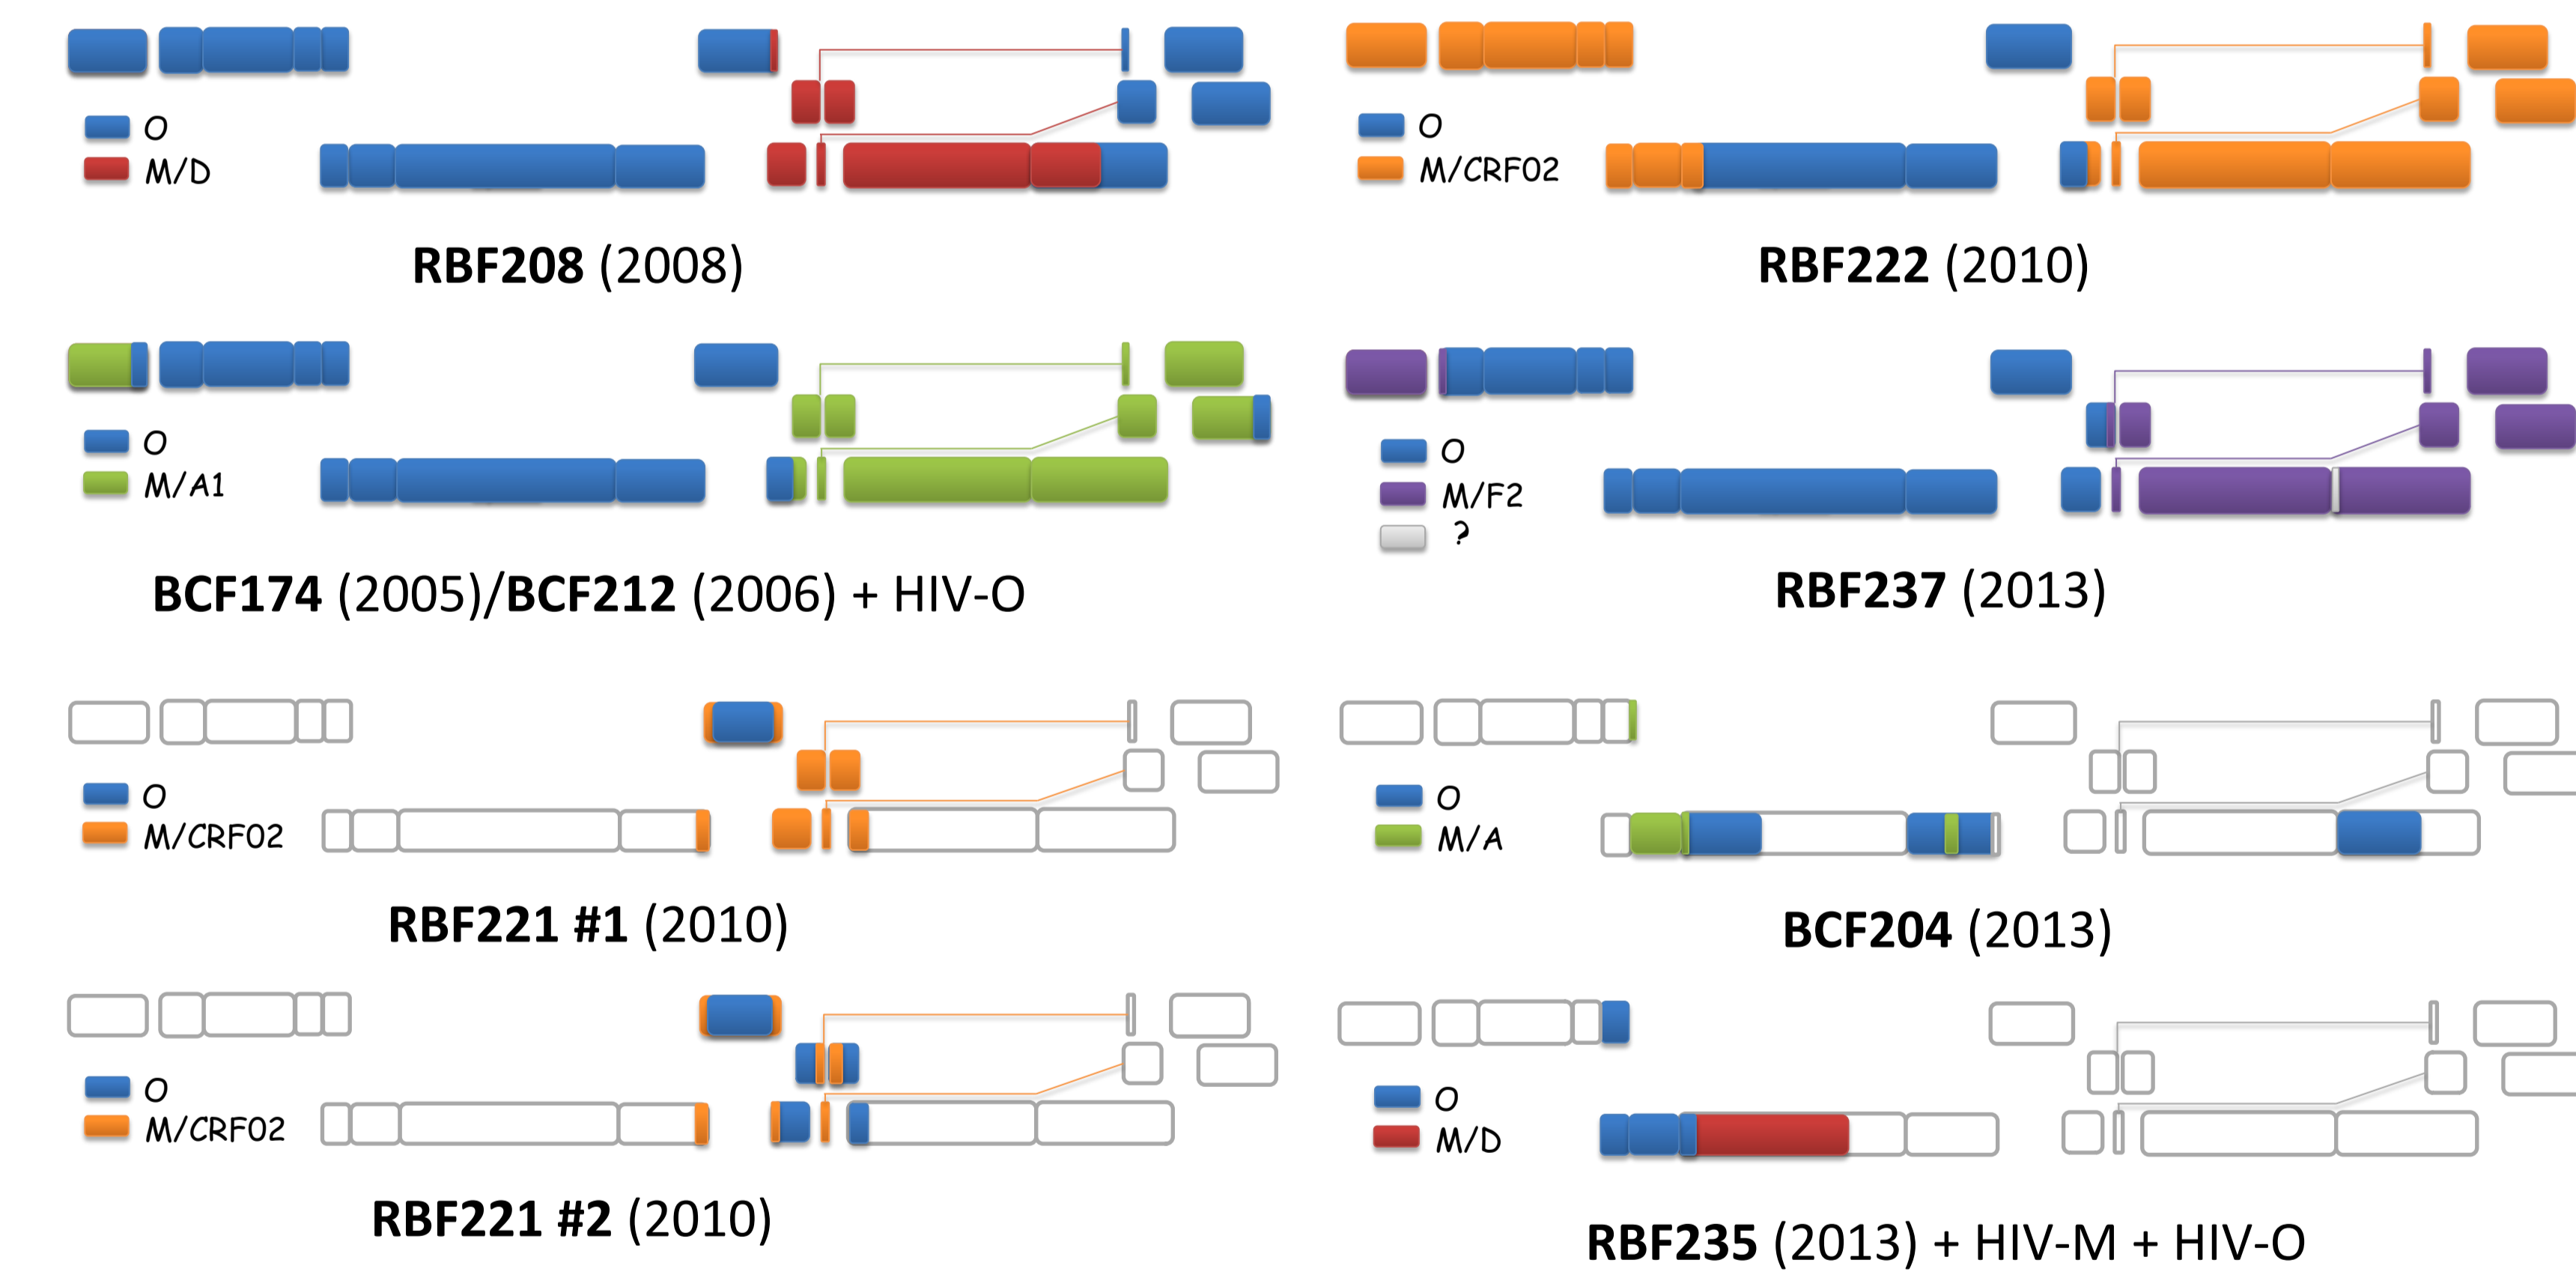 O
M/D
RBF208 (2008)
O
M/CRF02
RBF222 (2010)
O
M/A1
BCF174 (2005)/BCF212 (2006) + HIV-O
O
M/F2
?
RBF237 (2013)
O
M/CRF02
RBF221 #1 (2010)
O
M/A
BCF204 (2013)
O
M/CRF02
RBF221 #2 (2010)
O
M/D
RBF235 (2013) + HIV-M + HIV-O